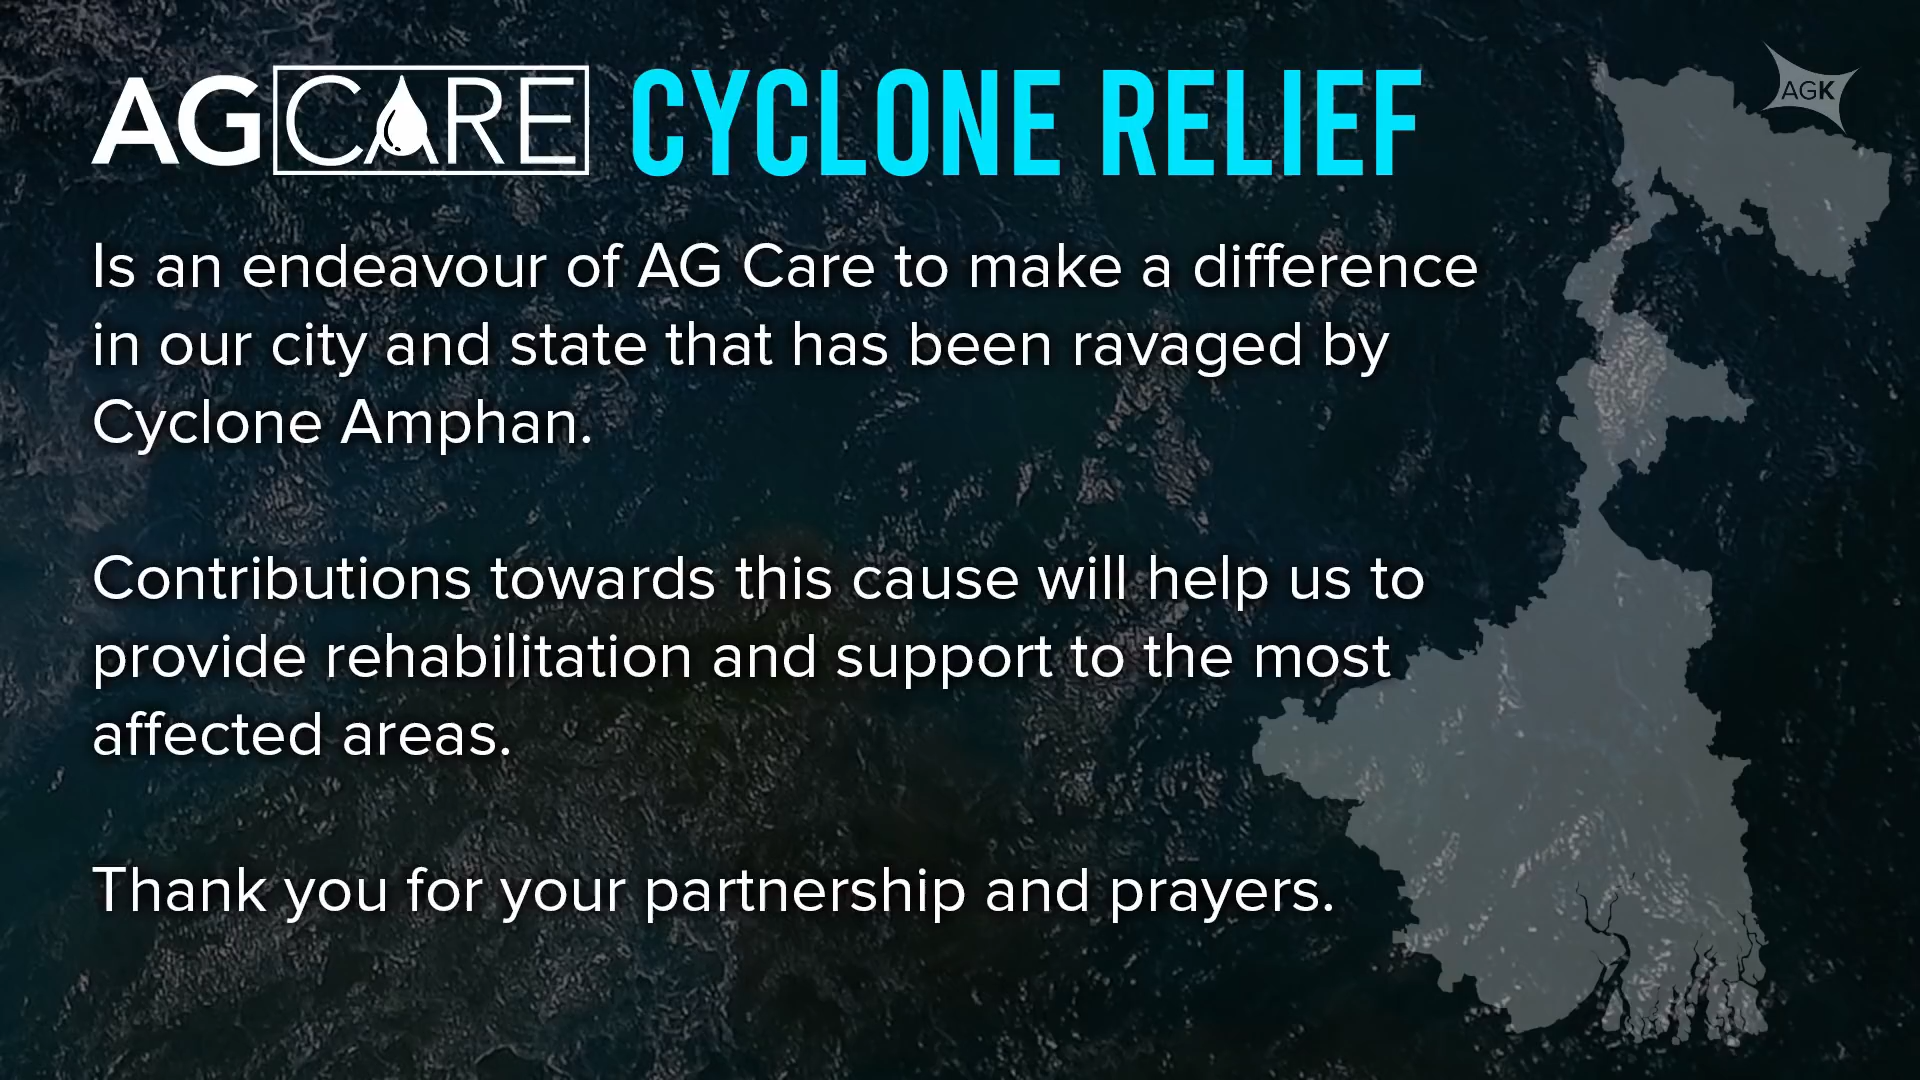 AGCARE CYCLONE RELIEF
AGK
Is an endeavour of AG Care to make a difference
in our city and state that has been ravaged by
Cyclone Amphan.
Contributions towards this cause will help us to
provide rehabilitation and support to the most
affected areas.
Thank you for your partnership and prayers.